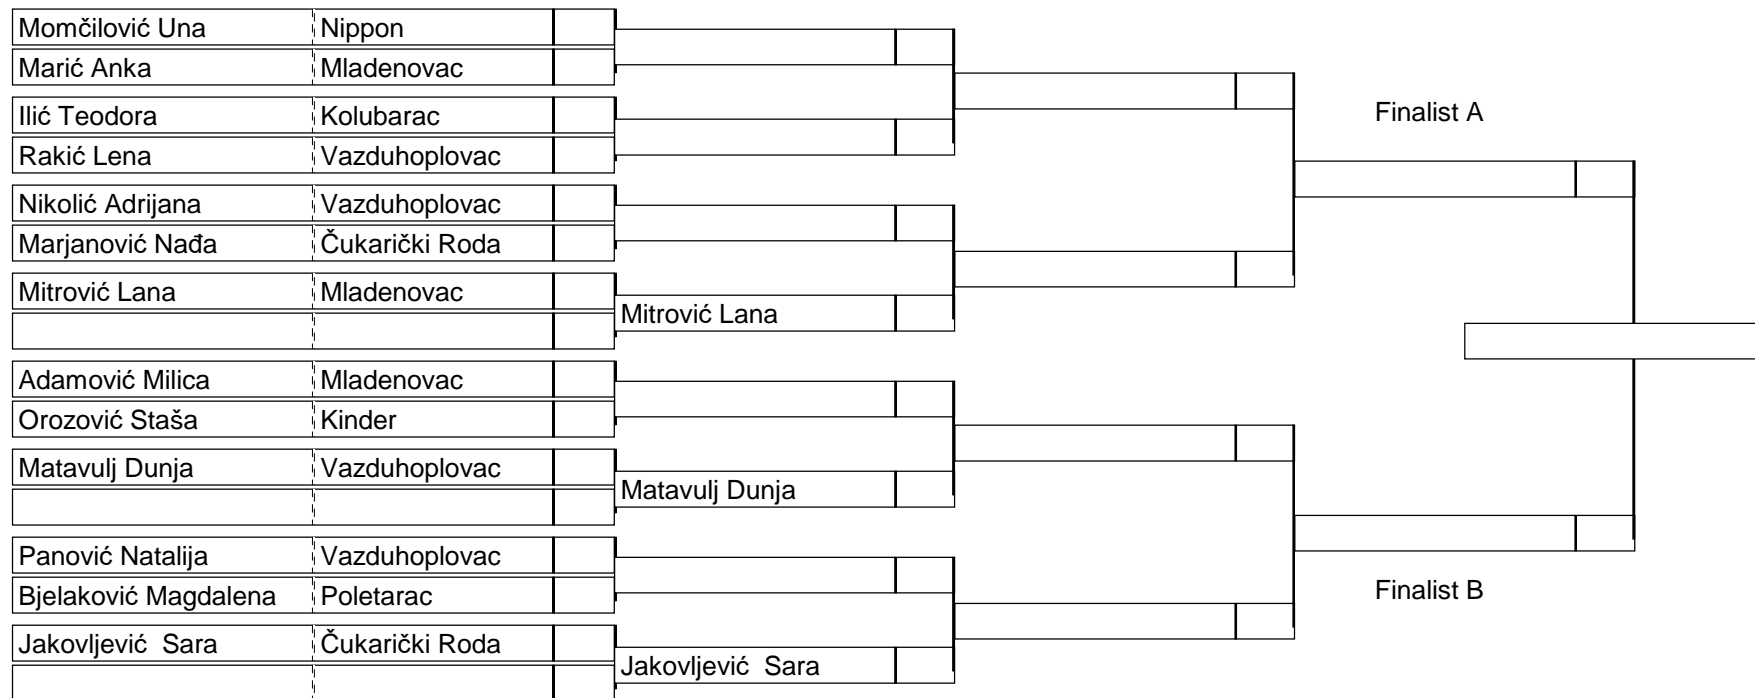 Momčilović Una Nippon
Marić Anka Mladenovac
Ilić Teodora Kolubarac
Finalist A
Rakić Lena Vazduhoplovac
Nikolić Adrijana Vazduhoplovac
Marjanović Nađa Čukarički Roda
Mitrović Lana Mladenovac
Mitrović Lana
Adamović Milica Mladenovac
Orozović Staša Kinder
Matavulj Dunja Vazduhoplovac
Matavulj Dunja
Panović Natalija Vazduhoplovac
Bjelaković Magdalena Poletarac
Finalist B
Jakovljević  Sara Čukarički Roda
Jakovljević  Sara